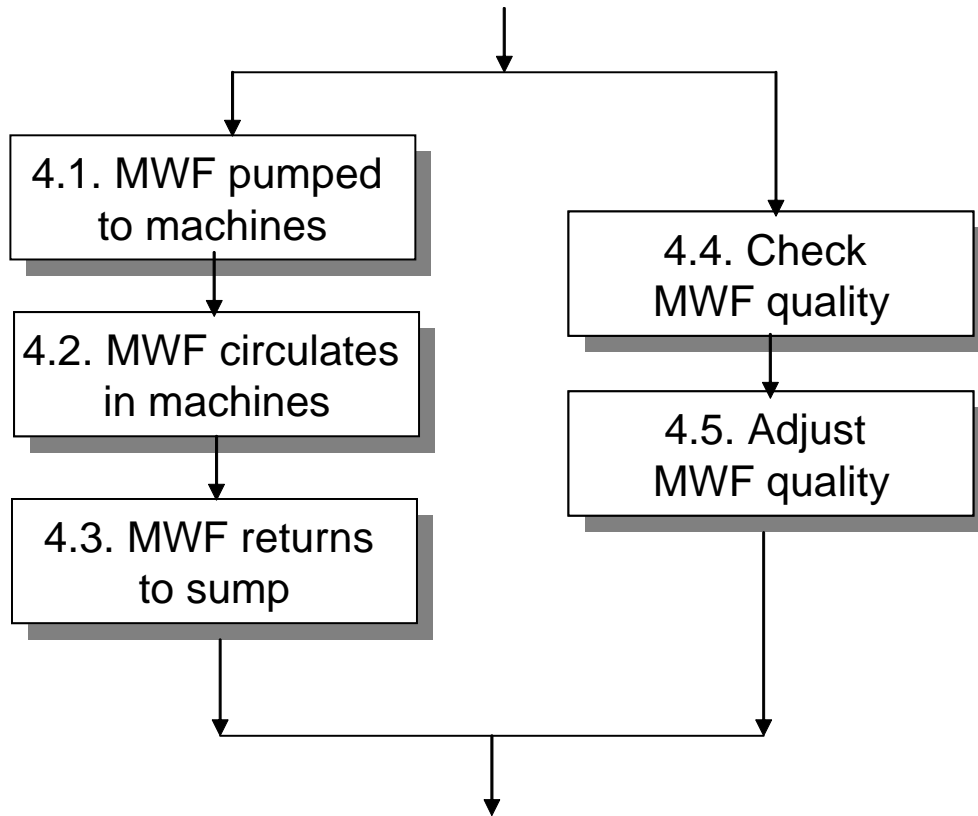 4.1. MWF pumped
to machines
4.2. MWF circulates
in machines
4.3. MWF returns
to sump
4.4. Check
MWF quality
4.5. Adjust
MWF quality